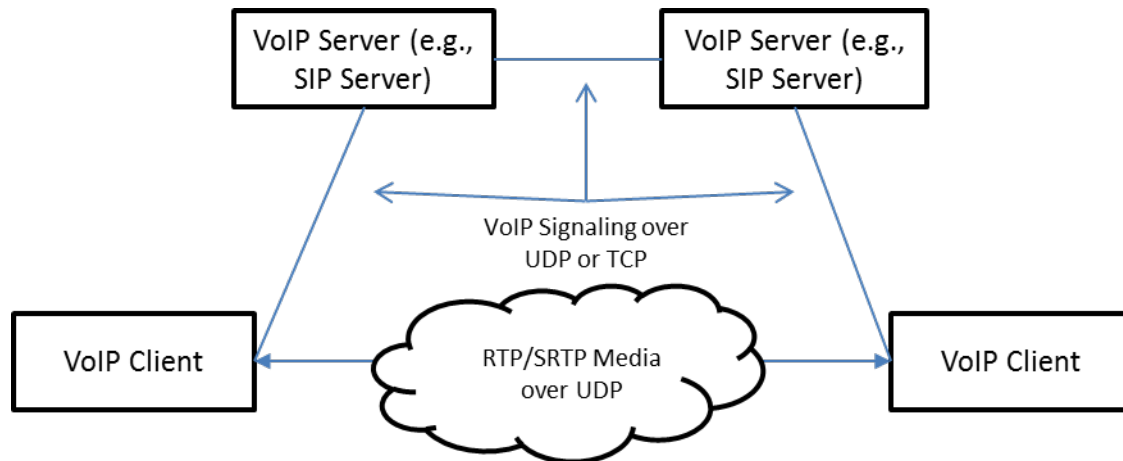 VoIP Server (e.g.,
SIP Server)
VoIP Server (e.g.,
SIP Server)
VoIP Signaling over
UDP or TCP
VoIP Client
RTP/SRTP Media
over UDP
VoIP Client